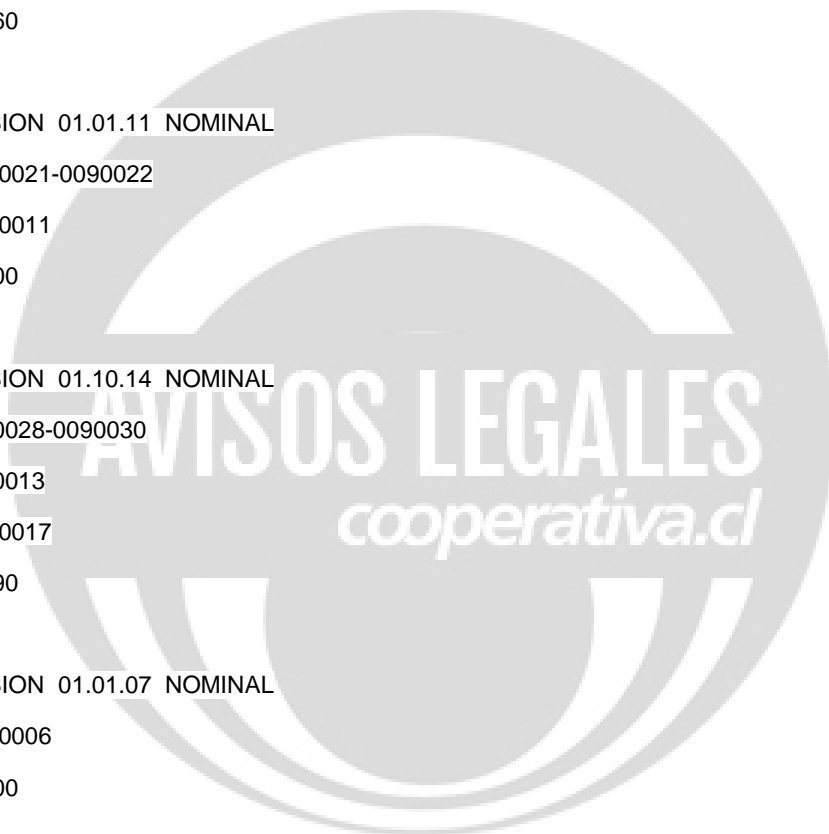 60
SION 01.01.11 NOMINAL
0021-0090022
0011
00
SION 01.10.14 NOMINAL
0028-0090030
AVISOS LEGALES
0013
cooperativa.cl
0017
90
SION 01.01.07 NOMINAL
0006
00